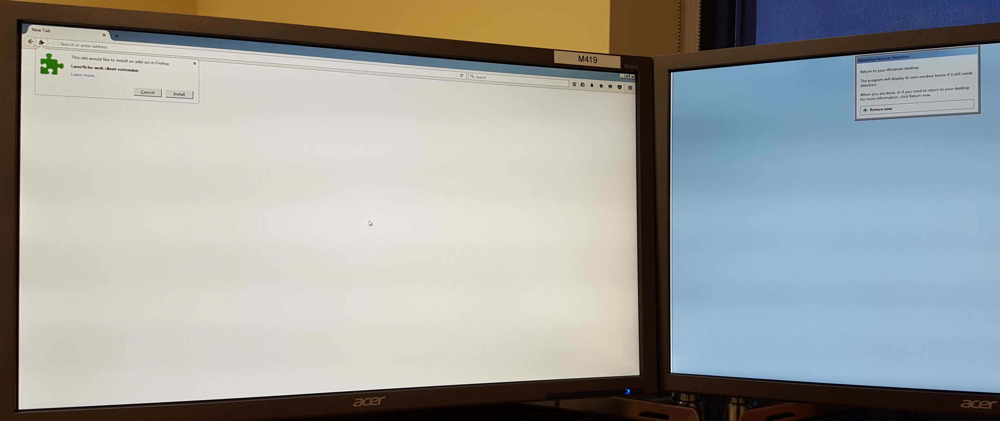 New Tab
Search or enter address
This site would like to install an add-on in Firefox:
Laserfiche web client extension
Learn more...
Cancel
Install
Search
M419
B246HL
acer
Interactive Services Detection
Return to your Windows desktop
The program will display its own window below if it still needs
attention.
When you are done, or if you need to return to your desktop
for more information, click Return now.
Return now
acer